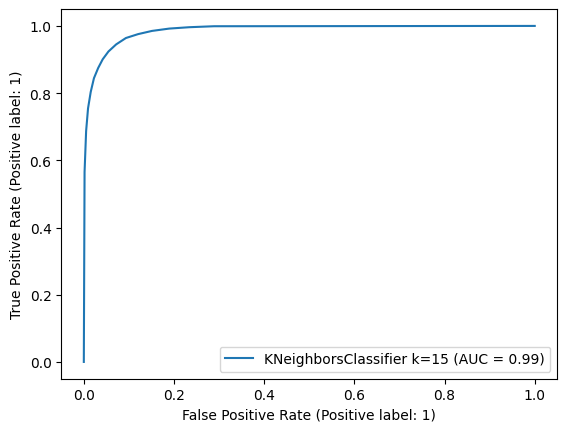 1.0
0.8
0.6
0.4
0.2
0.0
True Positive Rate (Positive label: 1)
KNeighborsClassifier k=15 (AUC = 0.99)
0.0 0.2 0.4 0.6 0.8 1.0
False Positive Rate (Positive label: 1)